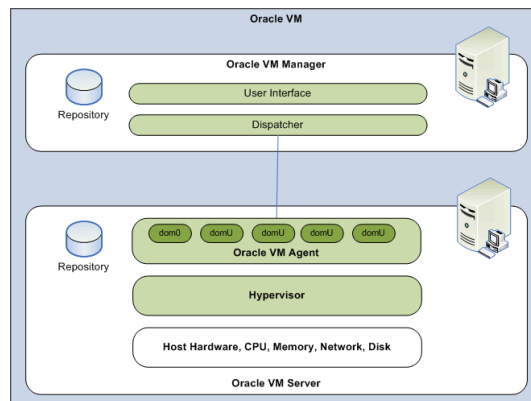 Oracle VM
Oracle VM Manager
Repository
User Interface
Dispatcher
Repository
dom0 domU domU domU domU
Oracle VM Agent
Hypervisor
Host Hardware, CPU, Memory, Network, Disk
Oracle VM Server